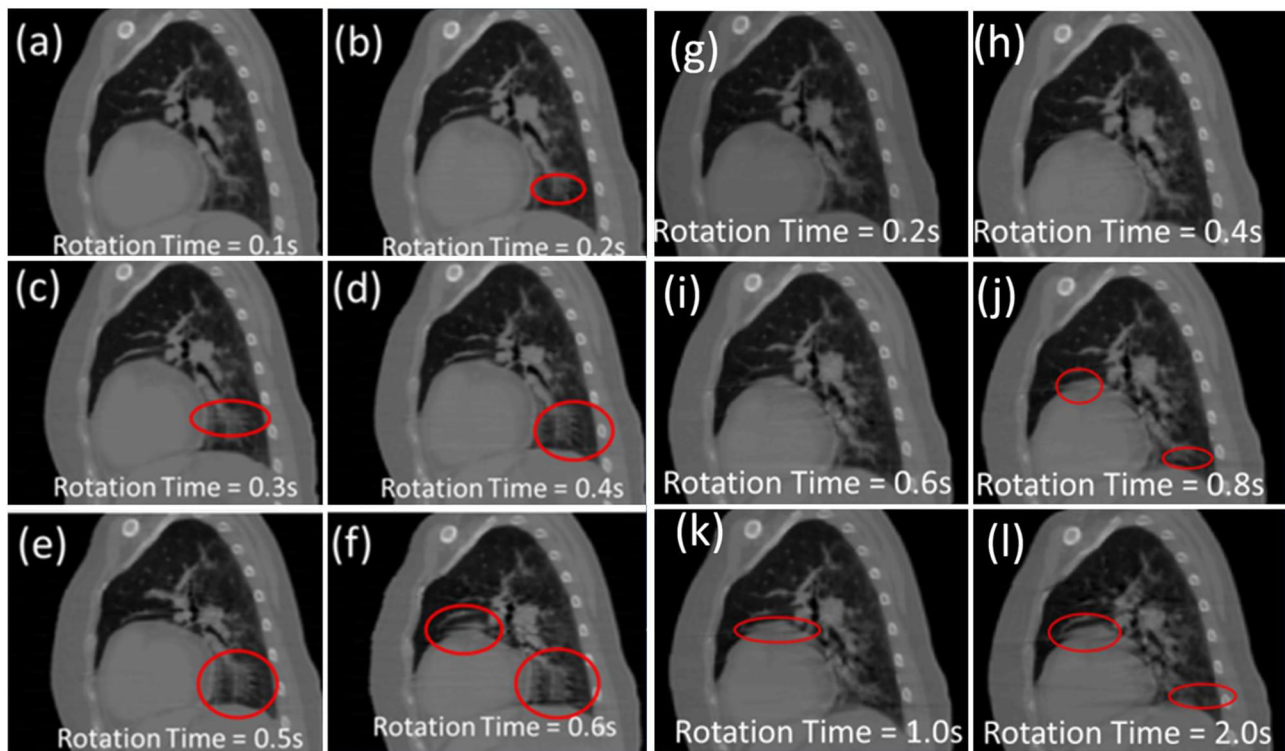 (a)
Rotation Time = 0.1s
(b)
Rotation Time = 0.2s
(g)
Rotation Time = 0.2s
(h)
Rotation Time = 0.4s
(c)
Rotation Time = 0.3s
(d)
Rotation Time = 0.4s
(i)
Rotation Time = 0.6s
(j)
Rotation Time = 0.8s
(e)
Rotation Time = 0.5s
(f)
Rotation Time = 0.6s
(k)
Rotation Time = 1.0s
(l)
Rotation Time = 2.0s